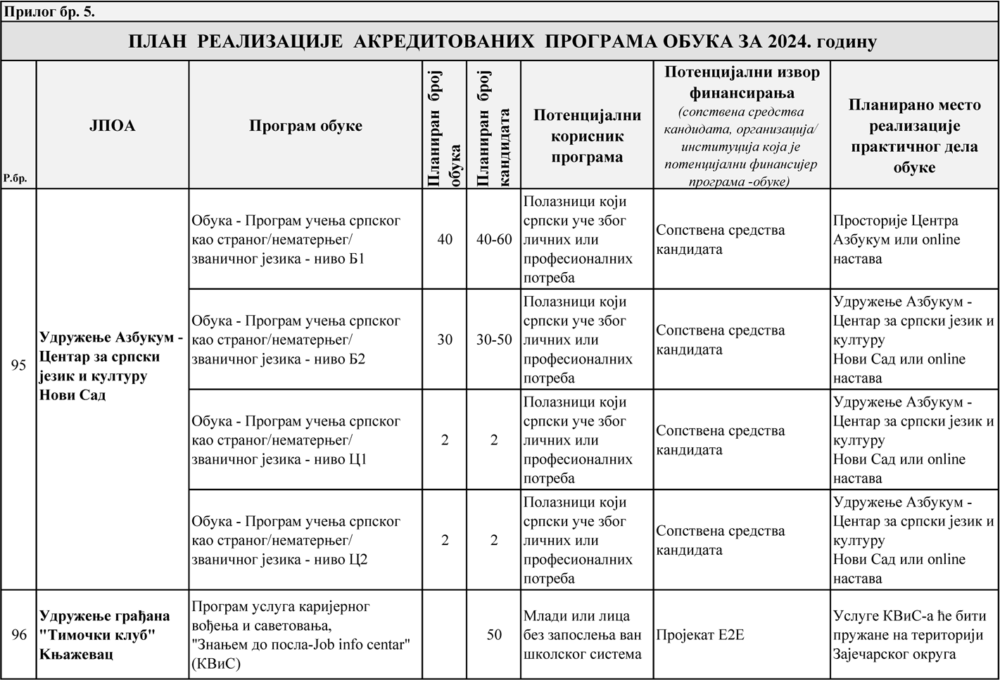 Прилог бр. 5.
ПЛАН РЕАЛИЗАЦИЈЕ АКРЕДИТОВАНИХ ПРОГРАМА ОБУКА ЗА 2024. годину
Р.бр.
ЈПОА
Програм обуке
Планиран број
обука
Планиран број
кандидата
Потенцијални
корисник
програма
Потенцијални извор
финансирања
(сопствена средства
кандидата, организација/
институција која је
потенцијални финансијер
програма -обуке)
Планирано место
реализације
практичног дела
обуке
95
Удружење Азбукум -
Центар за српски
језик и културу
Нови Сад
Обука - Програм учења српског
као страног/нематерњег/
званичног језика - ниво Б1
40
40-60
Полазници који
српски уче због
личних или
професионалних
потреба
Сопствена средства
кандидата
Просторије Центра
Азбукум или online
настава
Обука - Програм учења српског
као страног/нематерњег/
званичног језика - ниво Б2
30
30-50
Полазници који
српски уче због
личних или
професионалних
потреба
Сопствена средства
кандидата
Удружење Азбукум -
Центар за српски језик и
културу
Нови Сад или online
настава
Обука - Програм учења српског
као страног/нематерњег/
званичног језика - ниво Ц1
2
2
Полазници који
српски уче због
личних или
професионалних
потреба
Сопствена средства
кандидата
Удружење Азбукум -
Центар за српски језик и
културу
Нови Сад или online
настава
Обука - Програм учења српског
као страног/нематерњег/
званичног језика - ниво Ц2
2
2
Полазници који
српски уче због
личних или
професионалних
потреба
Сопствена средства
кандидата
Удружење Азбукум -
Центар за српски језик и
културу
Нови Сад или online
настава
96
Удружење грађана
"Тимочки клуб"
Књажевац
Програм услуга каријерног
вођења и саветовања,
"Знањем до посла-Job info centar"
(КВиС)
50
Млади или лица
без запослења ван
школског система
Пројекат Е2Е
Услуге КВиС-а ће бити
пружане на територији
Зајечарског округа